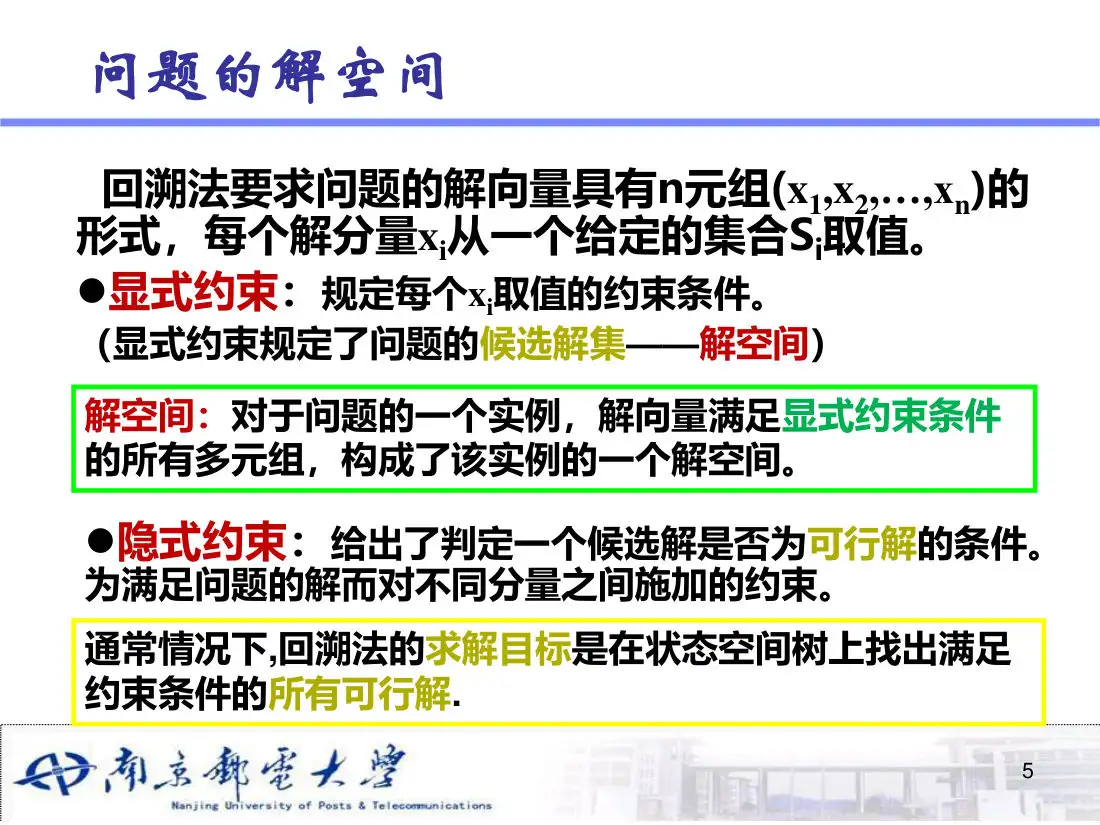 问题的解空间
回溯法要求问题的解向量具有n元组(x1,x2,…,xn)的
形式，每个解分量xi从一个给定的集合Si取值。
●显式约束：规定每个xi取值的约束条件。
（显式约束规定了问题的候选解集——解空间）
解空间：对于问题的一个实例，解向量满足显式约束条件
的所有多元组，构成了该实例的一个解空间。
●隐式约束：给出了判定一个候选解是否为可行解的条件。
为满足问题的解而对不同分量之间施加的约束。
通常情况下,回溯法的求解目标是在状态空间树上找出满足
约束条件的所有可行解.
南京邮电大学
Nanjing University of Posts & Telecommunications
5